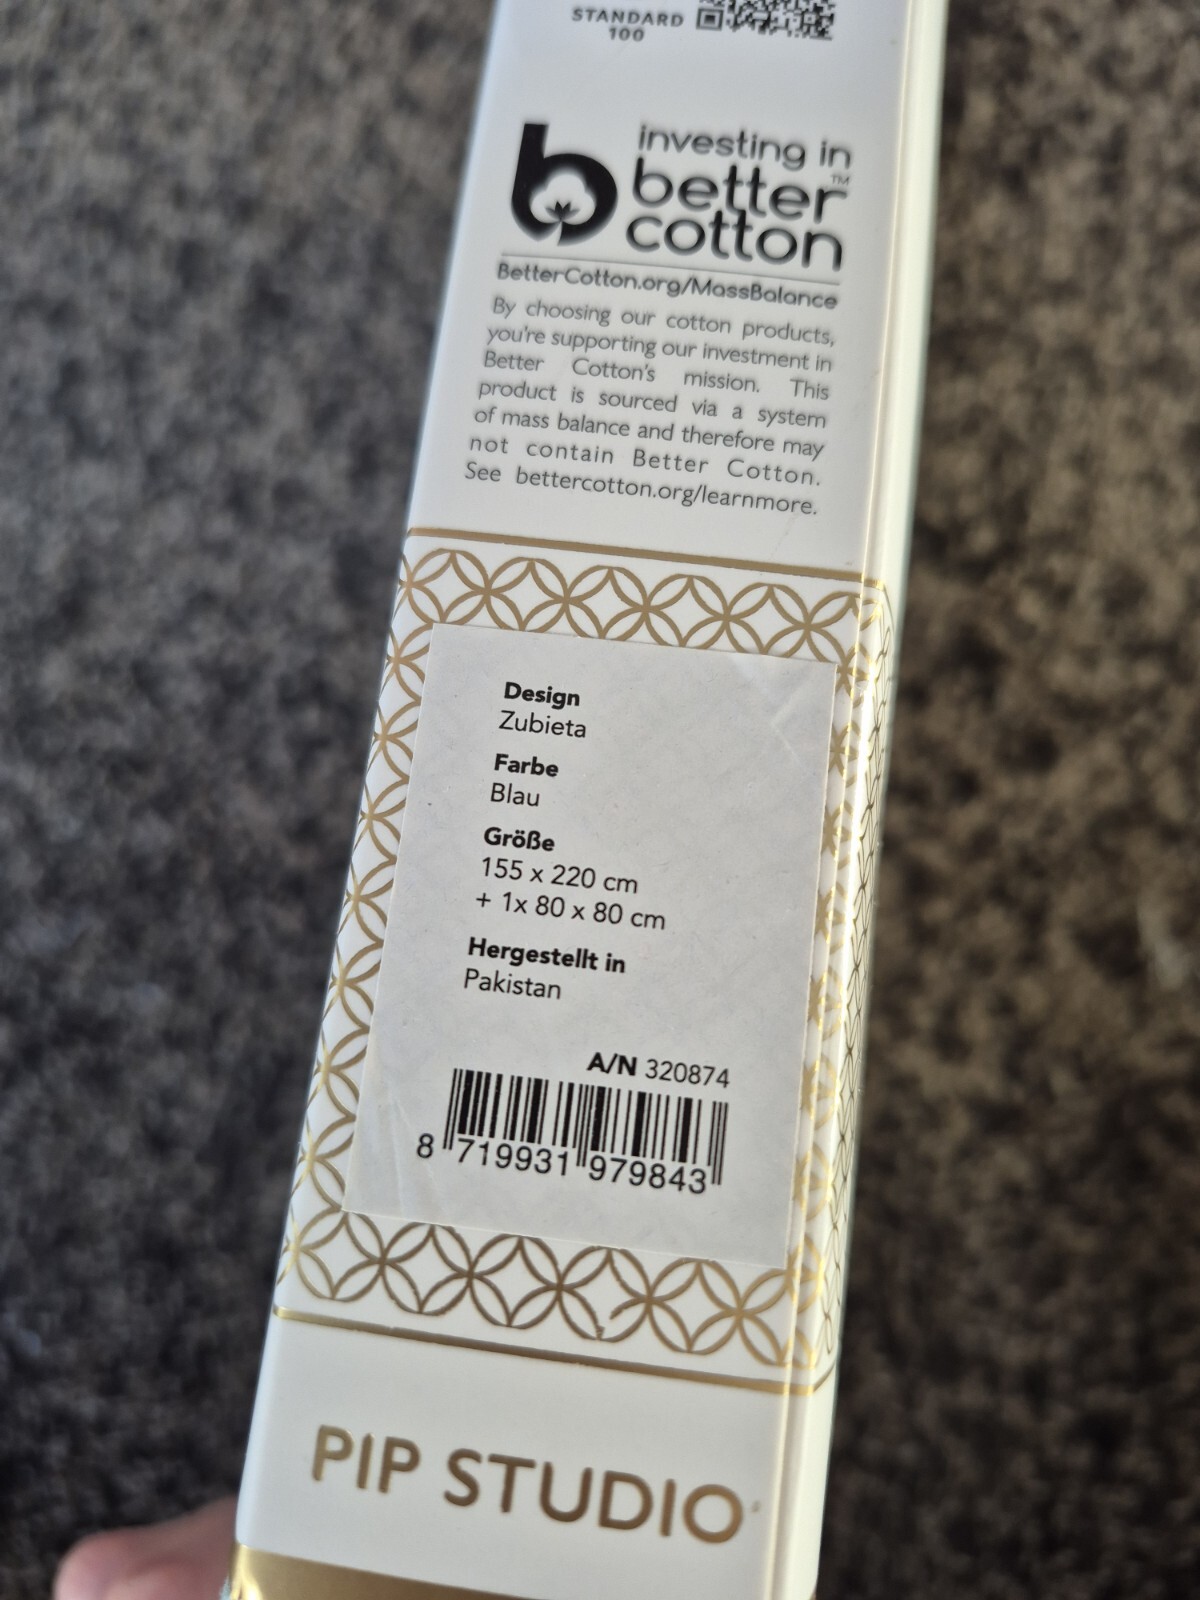 STANDARD
100
investing in
better™
cotton
BetterCotton.org/MassBalance
By choosing our cotton products,
you're supporting our investment in
Better Cotton's mission. This
product is sourced via a system
of mass balance and therefore may
not contain Better Cotton.
See bettercotton.org/learnmore.
Design
Zubieta
Farbe
Blau
Größe
155 x 220 cm
+ 1x 80 x 80 cm
Hergestellt in
Pakistan
A/N 320874
8 719931 979843
PIP STUDIO